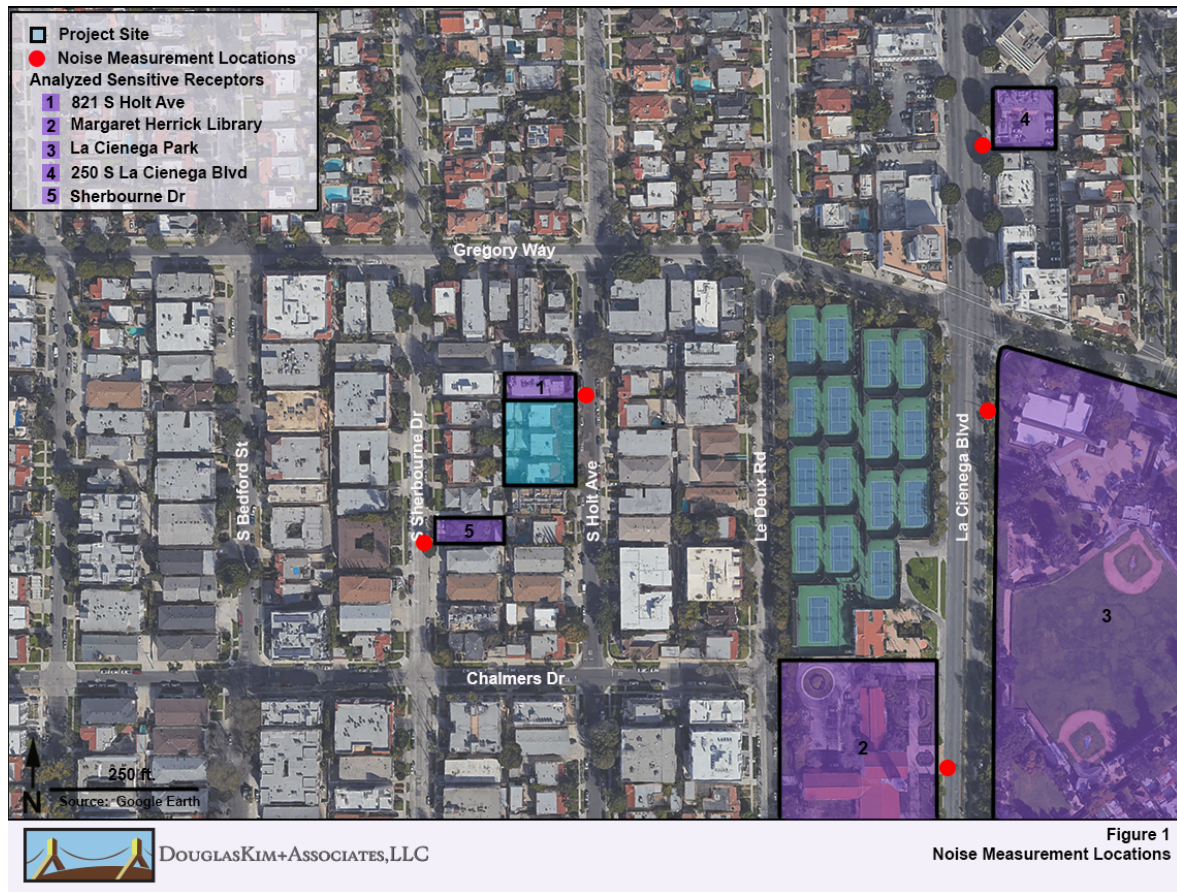 Project Site
Noise Measurement Locations
Analyzed Sensitive Receptors
1 821 S Holt Ave
2 Margaret Herrick Library
3 La Cienega Park
4 250 S La Cienega Blvd
5 Sherbourne Dr
4
Gregory Way
1
S Bedford St
S Sherbourne Dr
S Holt Ave
Le Deux Rd
La Cienega Blvd
5
3
Chalmers Dr
2
250 ft.
N
Source: Google Earth
DOUGLASKIM+ASSOCIATES,LLC
Figure 1
Noise Measurement Locations